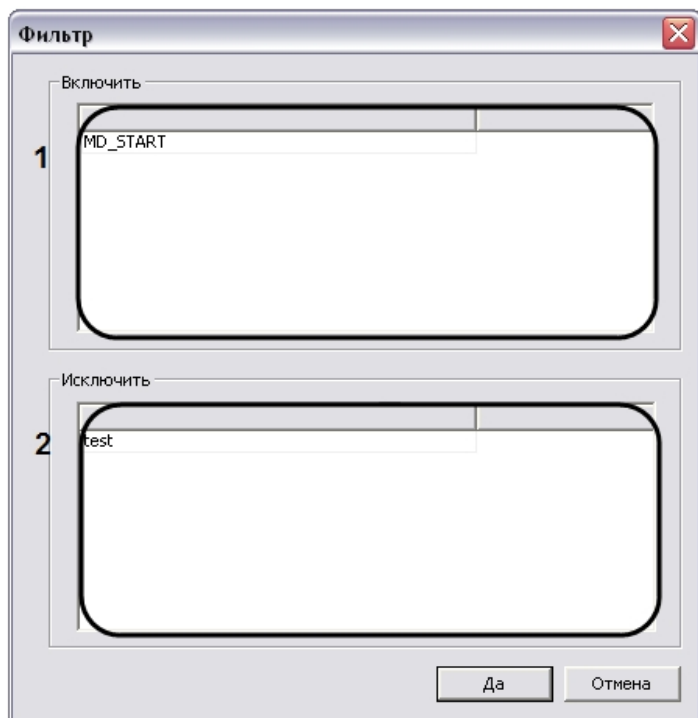 Фильтр
Включить
1
MD_START
Исключить
2
test
Да
Отмена